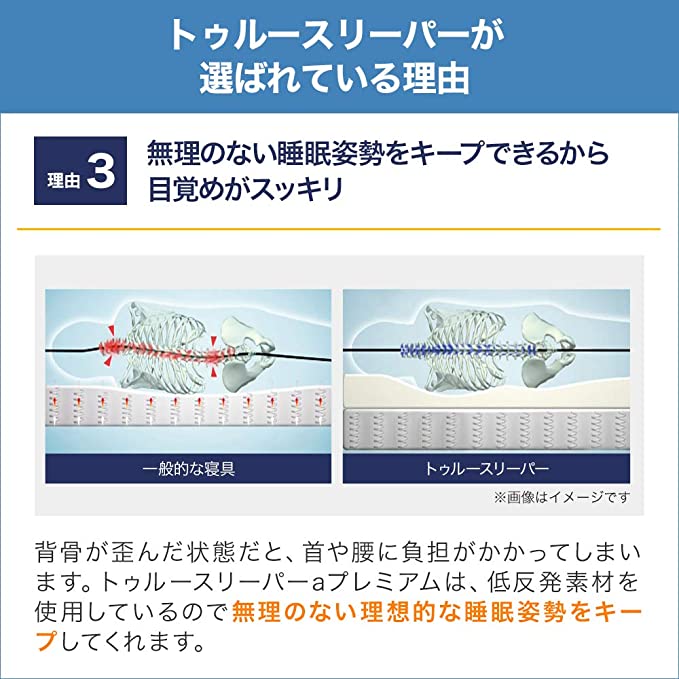 トゥルースリーパーが
選ばれている理由
理由3
無理のない睡眠姿勢をキープできるから
目覚めがスッキリ
一般的な寝具
トゥルースリーパー
※画像はイメージです
背骨が歪んだ状態だと、首や腰に負担がかかってしまい
ます。トゥルースリーパーaプレミアムは、低反発素材を
使用しているので無理のない理想的な睡眠姿勢をキー
プしてくれます。